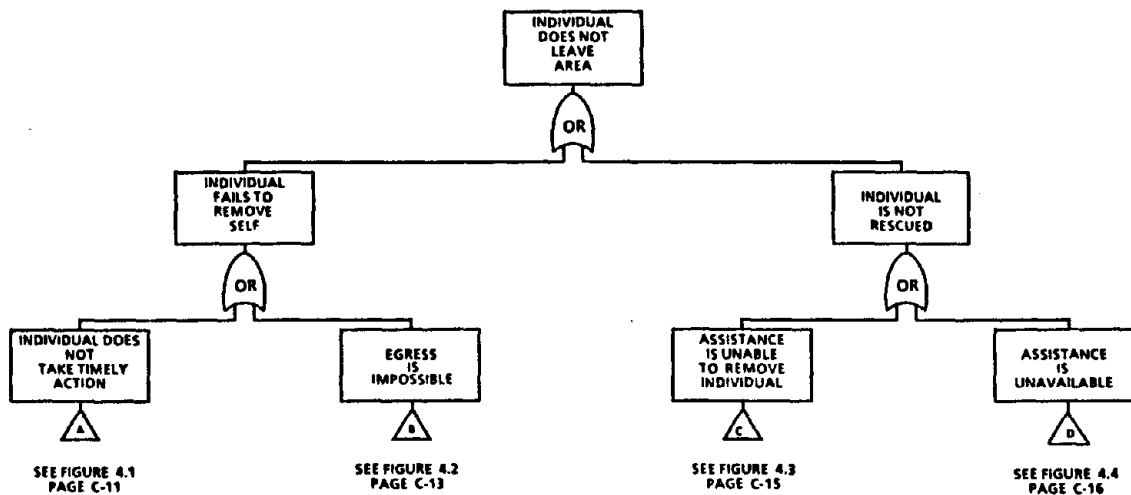 INDIVIDUAL
DOES NOT
LEAVE
AREA
OR
INDIVIDUAL
FAILS TO
REMOVE
SELF
INDIVIDUAL
IS NOT
RESCUED
OR
OR
INDIVIDUAL DOES
NOT
TAKE TIMELY
ACTION
EGRESS
IS
IMPOSSIBLE
ASSISTANCE
IS UNABLE
TO REMOVE
INDIVIDUAL
ASSISTANCE
IS
UNAVAILABLE
A
B
C
D
SEE FIGURE 4.1
PAGE C-11
SEE FIGURE 4.2
PAGE C-13
SEE FIGURE 4.3
PAGE C-15
SEE FIGURE 4.4
PAGE C-16